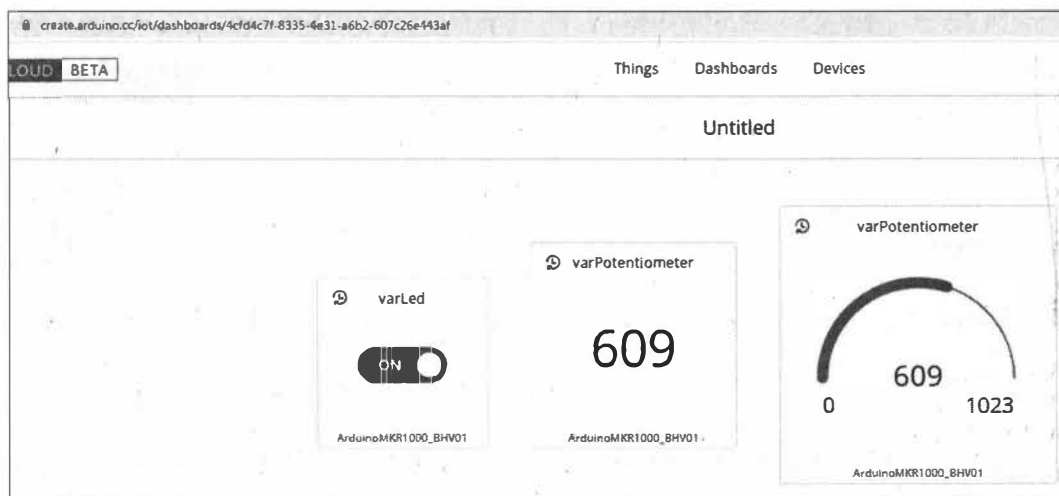 create.arduino.cc/iot/dashboards/4cfd4c7f-8335-4e31-a6b2-607c26e443af
LOUD BETA
Things Dashboards Devices
Untitled
varLed
ON
ArduinoMKR1000_BHV01
varPotentiometer
609
ArduinoMKR1000_BHV01
varPotentiometer
609
0 1023
ArduinoMKR1000_BHV01